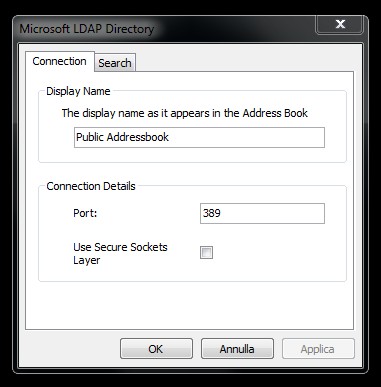 Microsoft LDAP Directory
Connection
Search
Display Name
The display name as it appears in the Address Book
Public Addressbook
Connection Details
Port:
389
Use Secure Sockets
Layer
OK
Annulla
Applica